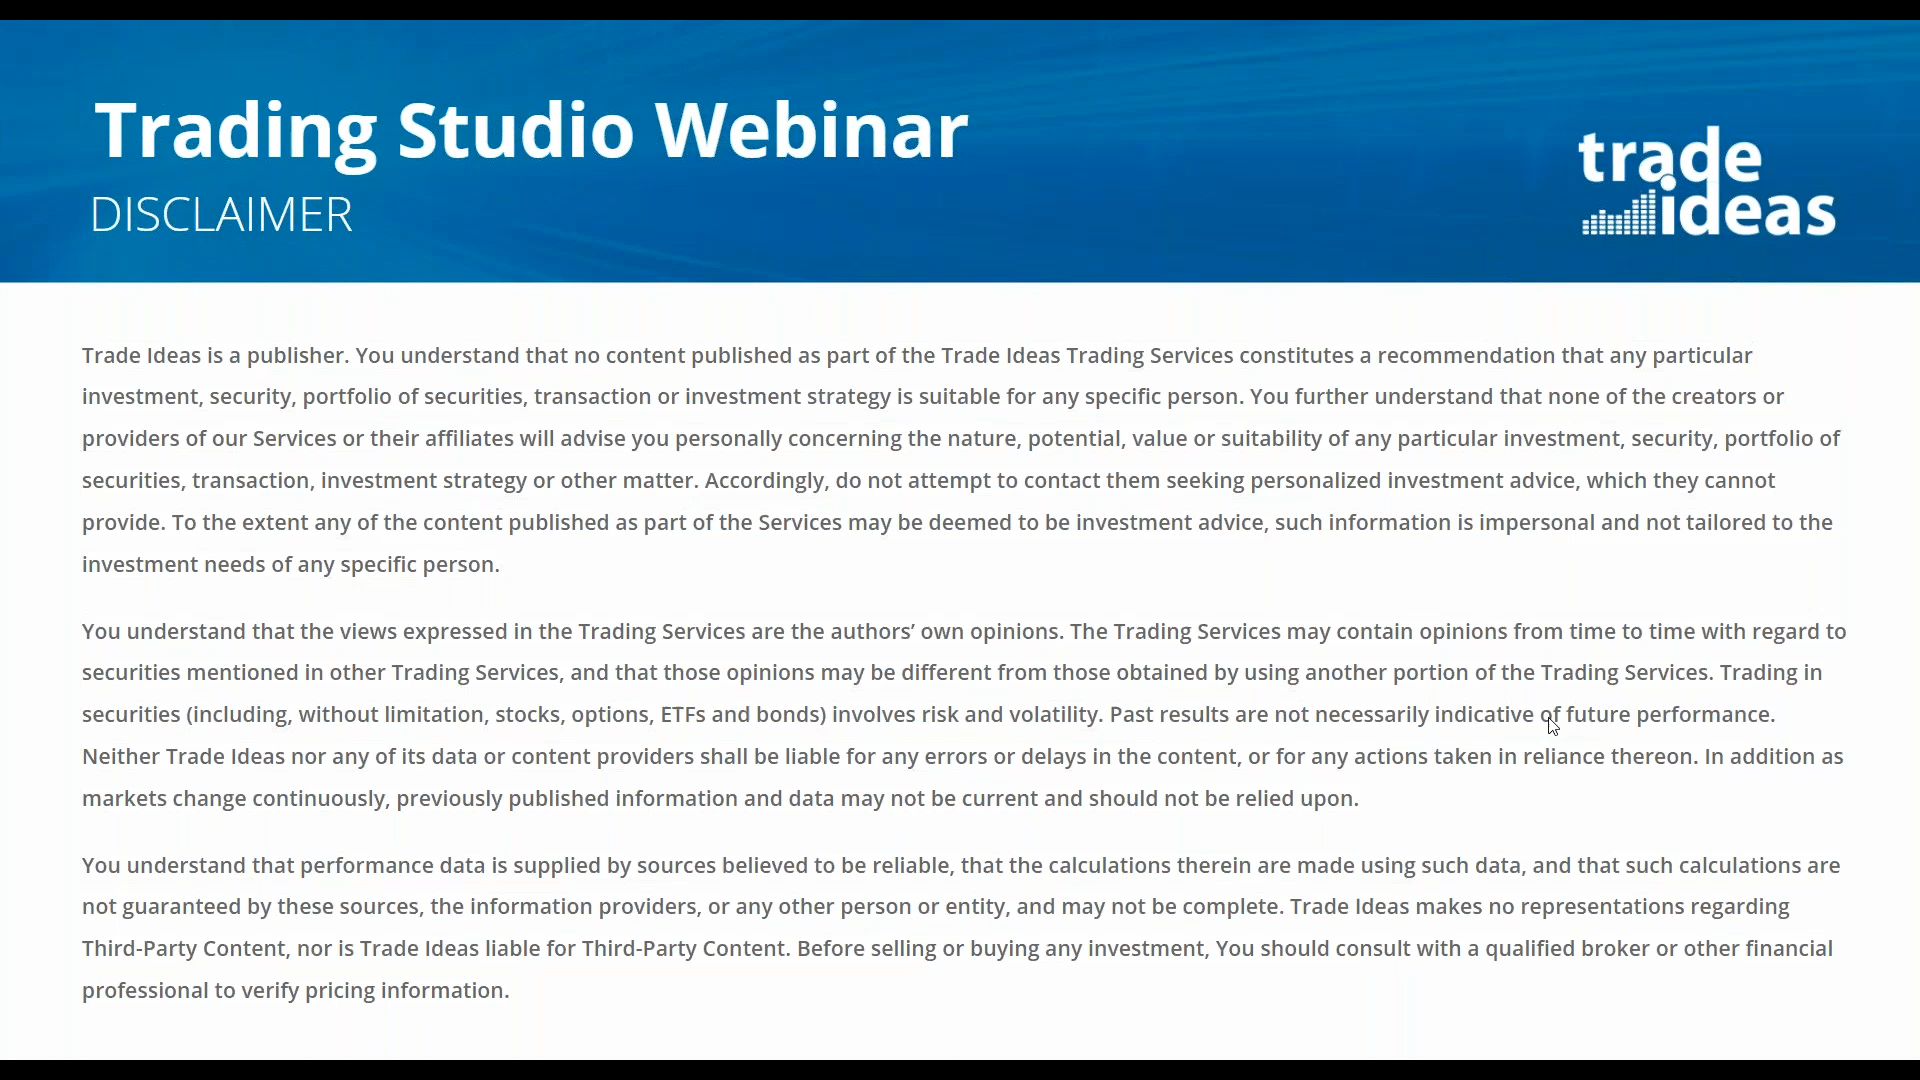 Trading Studio Webinar
DISCLAIMER
trade
ideas
Trade Ideas is a publisher. You understand that no content published as part of the Trade Ideas Trading Services constitutes a recommendation that any particular
investment, security, portfolio of securities, transaction or investment strategy is suitable for any specific person. You further understand that none of the creators or
providers of our Services or their affiliates will advise you personally concerning the nature, potential, value or suitability of any particular investment, security, portfolio of
securities, transaction, investment strategy or other matter. Accordingly, do not attempt to contact them seeking personalized investment advice, which they cannot
provide. To the extent any of the content published as part of the Services may be deemed to be investment advice, such information is impersonal and not tailored to the
investment needs of any specific person.
You understand that the views expressed in the Trading Services are the authors’ own opinions. The Trading Services may contain opinions from time to time with regard to
securities mentioned in other Trading Services, and that those opinions may be different from those obtained by using another portion of the Trading Services. Trading in
securities (including, without limitation, stocks, options, ETFs and bonds) involves risk and volatility. Past results are not necessarily indicative of future performance.
Neither Trade Ideas nor any of its data or content providers shall be liable for any errors or delays in the content, or for any actions taken in reliance thereon. In addition as
markets change continuously, previously published information and data may not be current and should not be relied upon.
You understand that performance data is supplied by sources believed to be reliable, that the calculations therein are made using such data, and that such calculations are
not guaranteed by these sources, the information providers, or any other person or entity, and may not be complete. Trade Ideas makes no representations regarding
Third-Party Content, nor is Trade Ideas liable for Third-Party Content. Before selling or buying any investment, You should consult with a qualified broker or other financial
professional to verify pricing information.